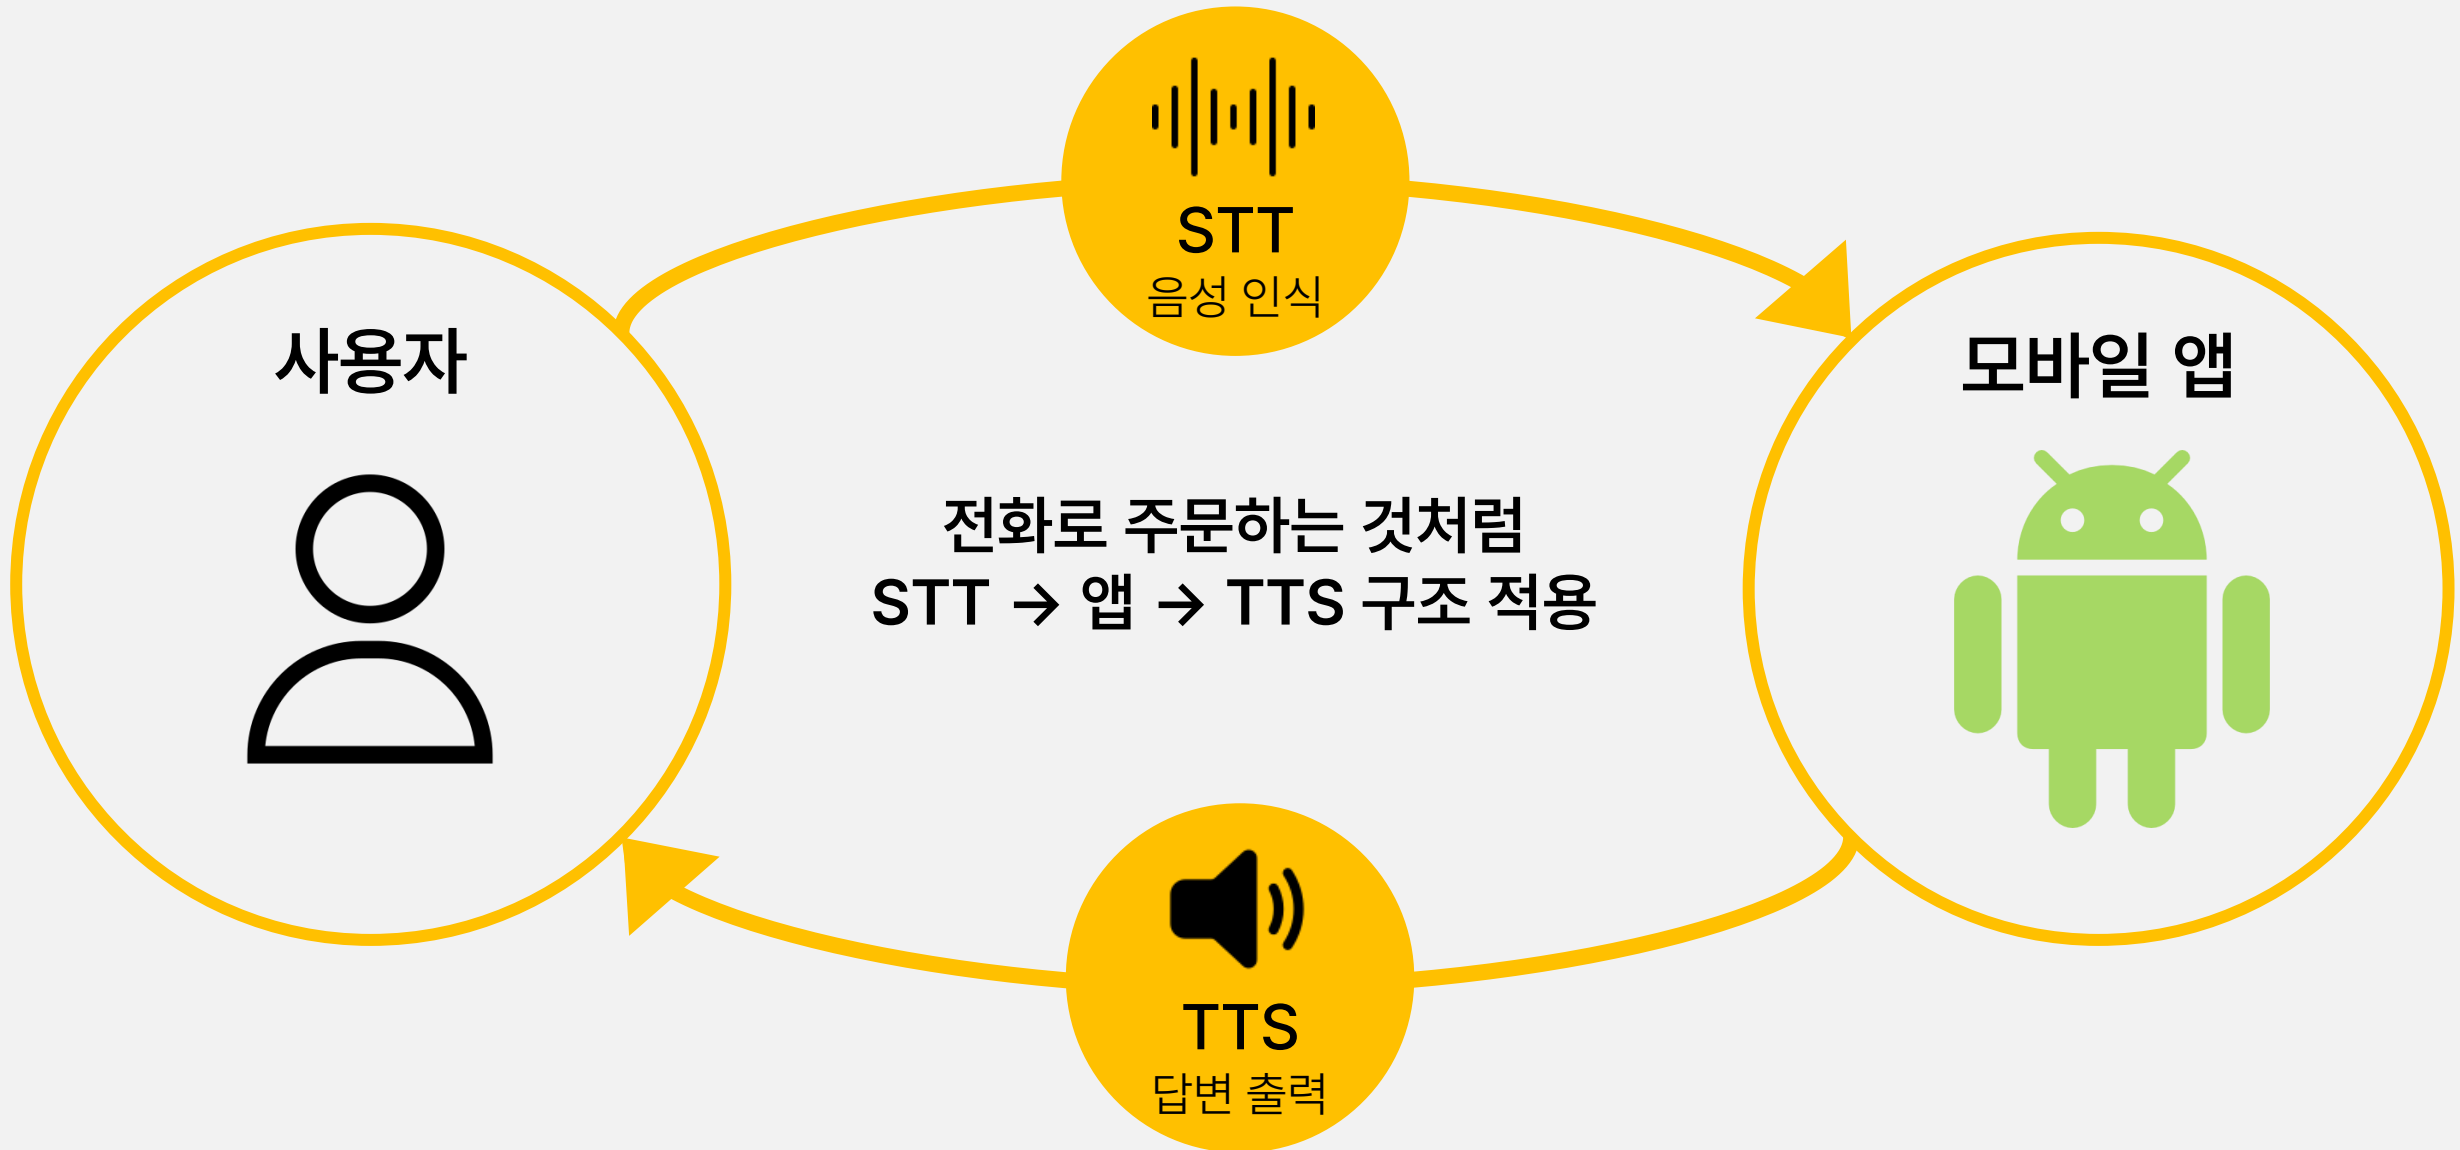 STT
음성 인식
사용자
모바일 앱
전화로 주문하는 것처럼
STT → 앱 → TTS 구조 적용
TTS
답변 출력